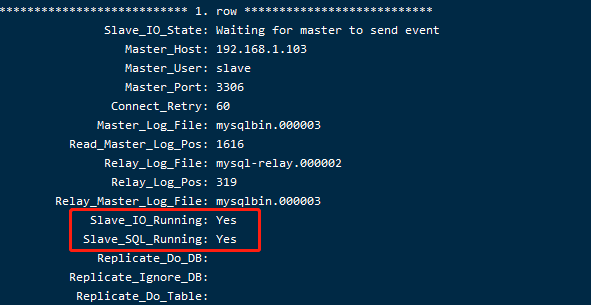 *************************** 1. row ***************************
Slave_IO_State: Waiting for master to send event
Master_Host: 192.168.1.103
Master_User: slave
Master_Port: 3306
Connect_Retry: 60
Master_Log_File: mysqlbin.000003
Read_Master_Log_Pos: 1616
Relay_Log_File: mysql-relay.000002
Relay_Log_Pos: 319
Relay_Master_Log_File: mysqlbin.000003
Slave_IO_Running: Yes
Slave_SQL_Running: Yes
Replicate_Do_DB:
Replicate_Ignore_DB:
Replicate_Do_Table: